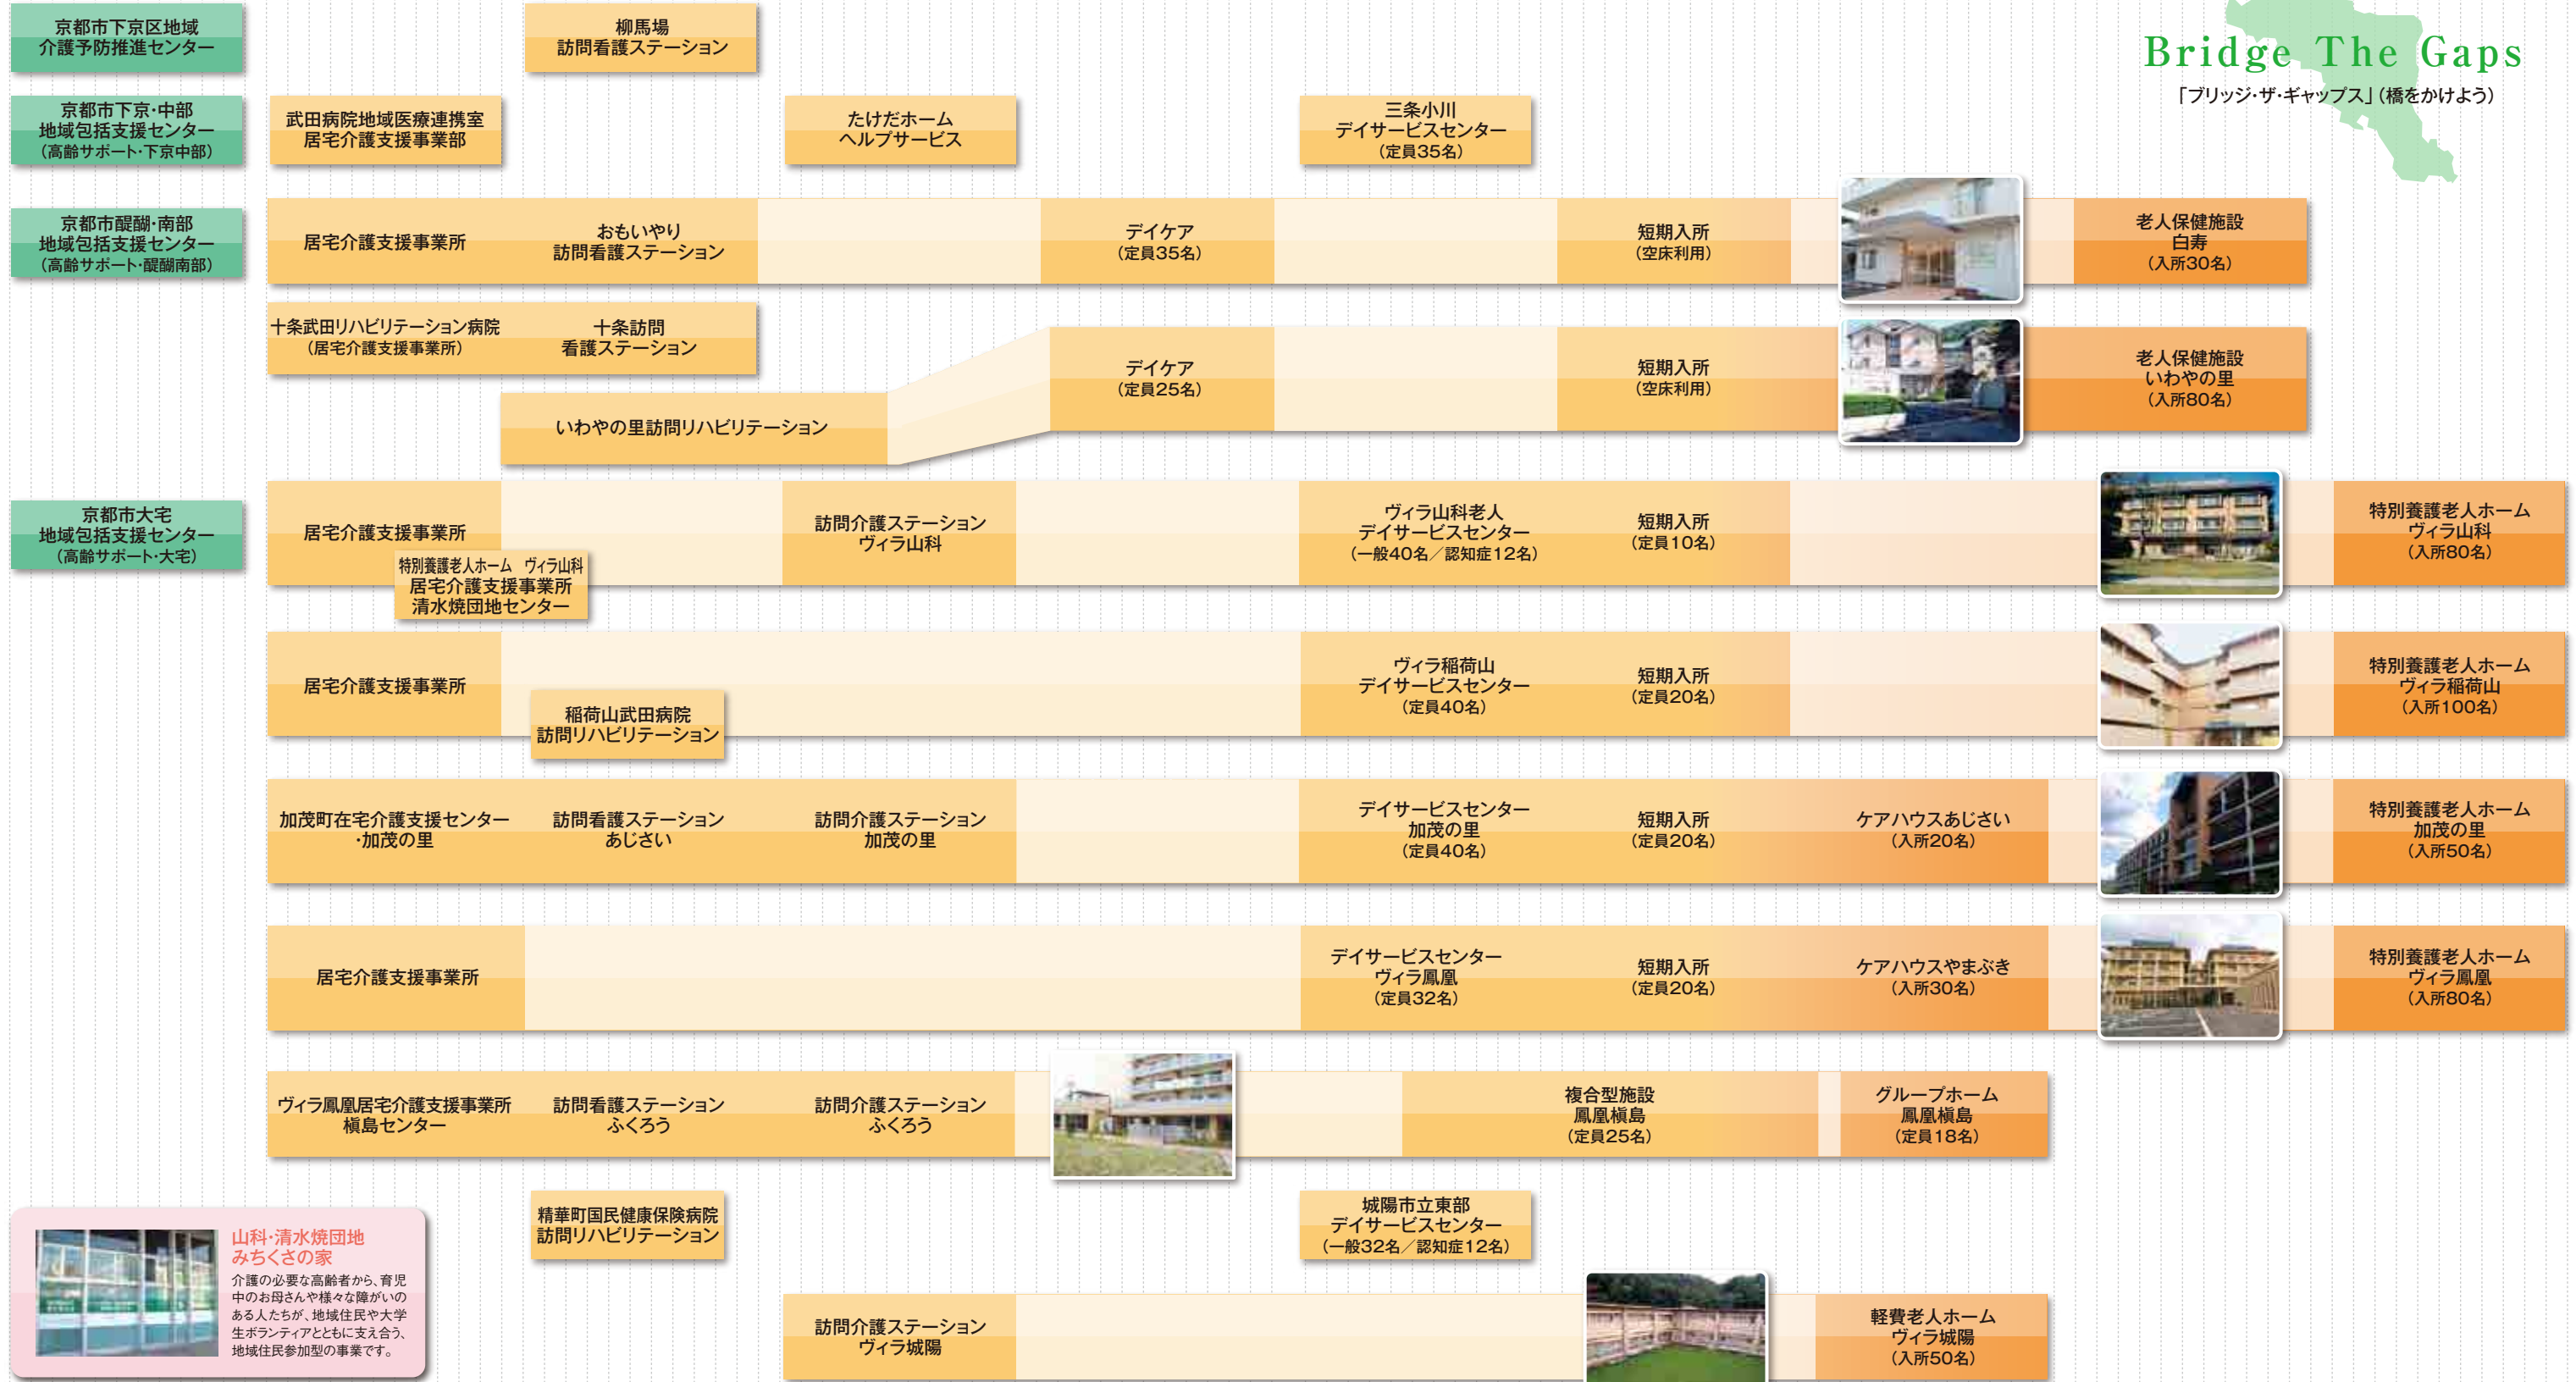 京都市下京区地域
介護予防推進センター
柳馬場
訪問看護ステーション
Bridge The Gaps
「ブリッジ・ザ・ギャップス」（橋をかけよう）
京都市下京・中部
地域包括支援センター
（高齢サポート・下京中部）
武田病院地域医療連携室
居宅介護支援事業部
たけだホーム
ヘルプサービス
三条小川
デイサービスセンター
（定員35名）
京都市醍醐・南部
地域包括支援センター
（高齢サポート・醍醐南部）
居宅介護支援事業所
おもいやり
訪問看護ステーション
デイケア
（定員35名）
短期入所
（空床利用）
老人保健施設
白寿
（入所30名）
十条武田リハビリテーション病院
（居宅介護支援事業所）
十条訪問
看護ステーション
いわやの里訪問リハビリテーション
デイケア
（定員25名）
短期入所
（空床利用）
老人保健施設
いわやの里
（入所80名）
京都市大宅
地域包括支援センター
（高齢サポート・大宅）
居宅介護支援事業所
特別養護老人ホーム　ヴィラ山科
居宅介護支援事業所
清水焼団地センター
訪問介護ステーション
ヴィラ山科
ヴィラ山科老人
デイサービスセンター
（一般40名／認知症12名）
短期入所
（定員10名）
特別養護老人ホーム
ヴィラ山科
（入所80名）
居宅介護支援事業所
稲荷山武田病院
訪問リハビリテーション
ヴィラ稲荷山
デイサービスセンター
（定員40名）
短期入所
（定員20名）
特別養護老人ホーム
ヴィラ稲荷山
（入所100名）
加茂町在宅介護支援センター
・加茂の里
訪問看護ステーション
あじさい
訪問介護ステーション
加茂の里
デイサービスセンター
加茂の里
（定員40名）
短期入所
（定員20名）
ケアハウスあじさい
（入所20名）
特別養護老人ホーム
加茂の里
（入所50名）
居宅介護支援事業所
デイサービスセンター
ヴィラ鳳凰
（定員32名）
短期入所
（定員20名）
ケアハウスやまぶき
（入所30名）
特別養護老人ホーム
ヴィラ鳳凰
（入所80名）
ヴィラ鳳凰居宅介護支援事業所
槇島センター
訪問看護ステーション
ふくろう
訪問介護ステーション
ふくろう
複合型施設
鳳凰槇島
（定員25名）
グループホーム
鳳凰槇島
（定員18名）
山科・清水焼団地
みちくさの家
介護の必要な高齢者から、育児
中のお母さんや様々な障がいの
ある人たちが、地域住民や大学
生ボランティアとともに支え合う、
地域住民参加型の事業です。
精華町国民健康保険病院
訪問リハビリテーション
城陽市立東部
デイサービスセンター
（一般32名／認知症12名）
訪問介護ステーション
ヴィラ城陽
軽費老人ホーム
ヴィラ城陽
（入所50名）